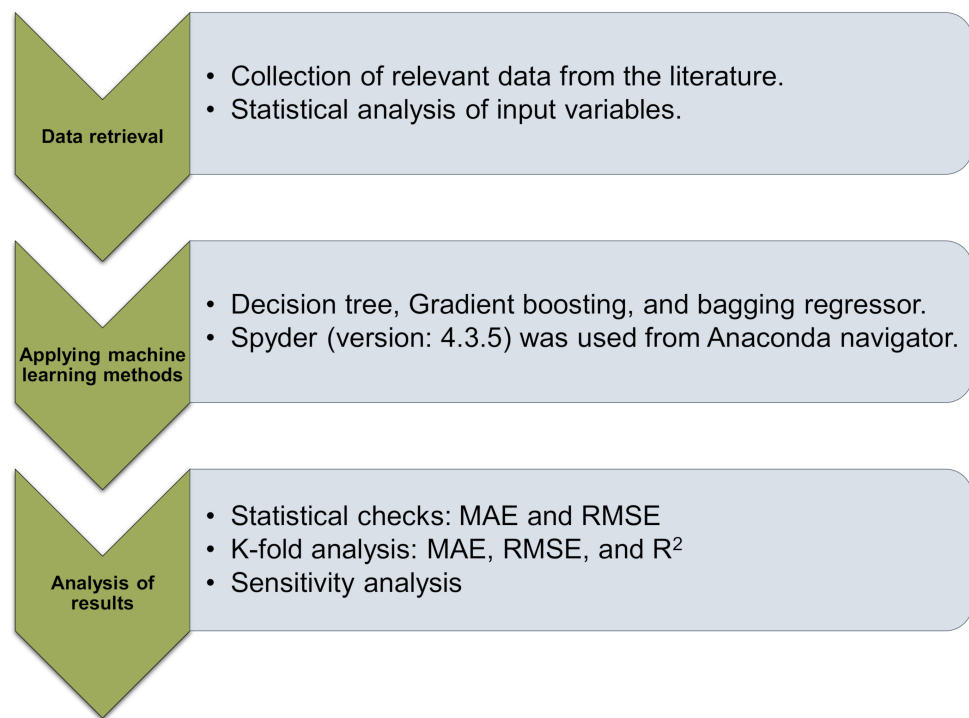 Data retrieval
• Collection of relevant data from the literature.
• Statistical analysis of input variables.
Applying machine
learning methods
• Decision tree, Gradient boosting, and bagging regressor.
• Spyder (version: 4.3.5) was used from Anaconda navigator.
Analysis of
results
• Statistical checks: MAE and RMSE
• K-fold analysis: MAE, RMSE, and R²
• Sensitivity analysis